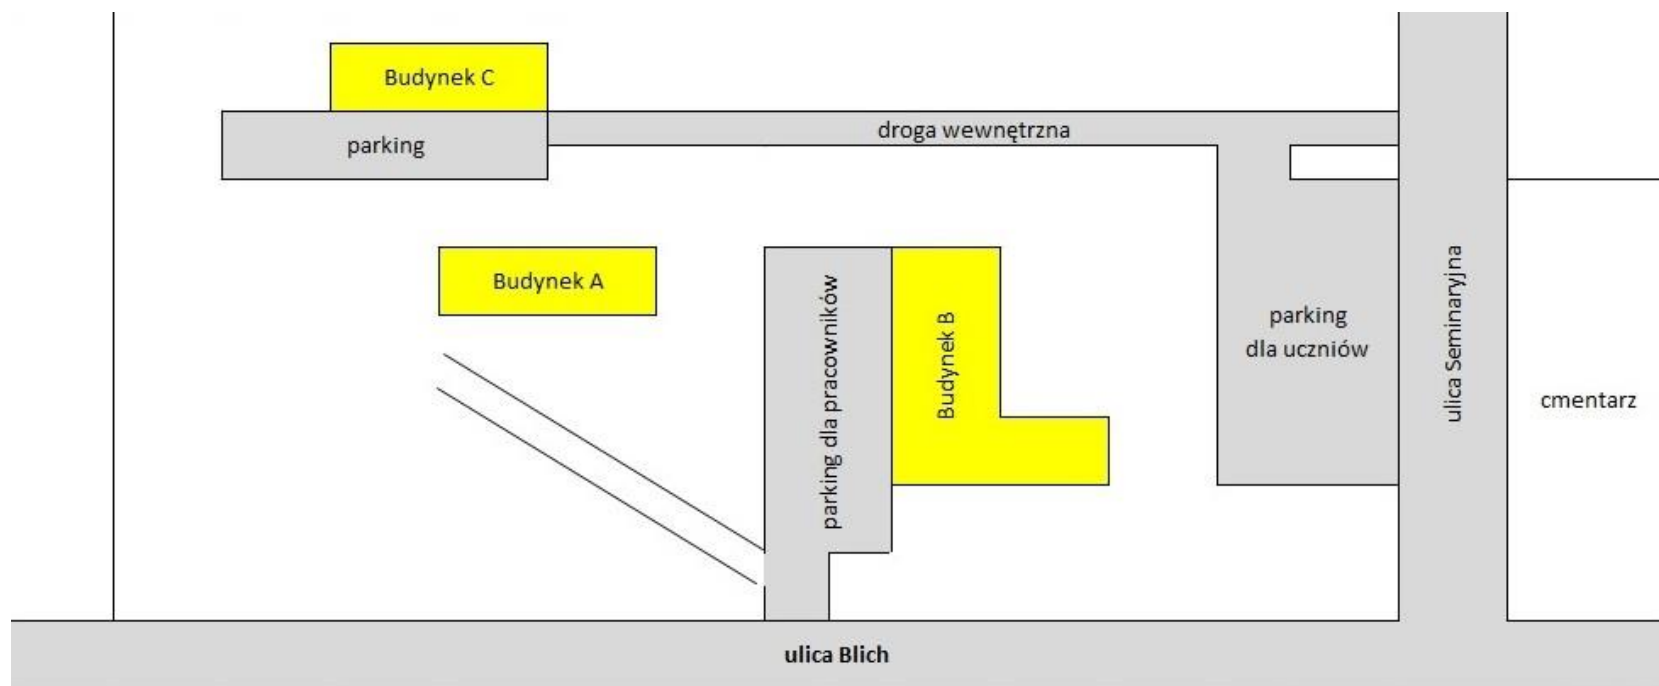 Budynek C
droga wewnętrzna
parking
Budynek A
parking dla pracowników
Budynek B
parking
dla uczniów
ulica Seminaryjna
cmentarz
ulica Blich